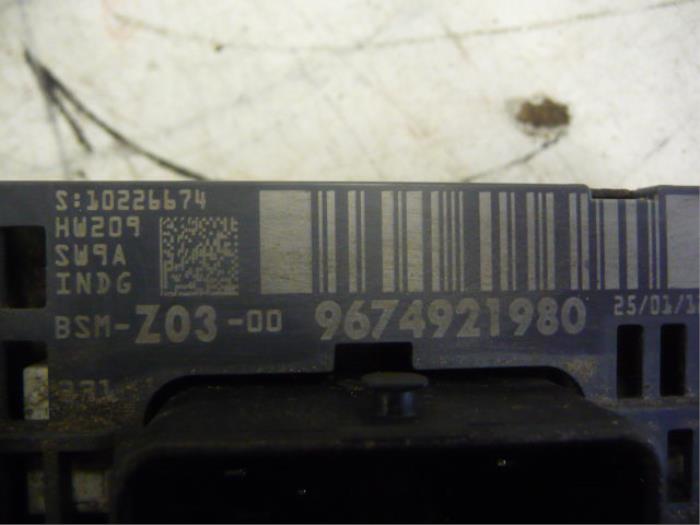 S:10226674
HW209
SW9A
INDG
BSM-Z03-00 9674921980 25/01/1